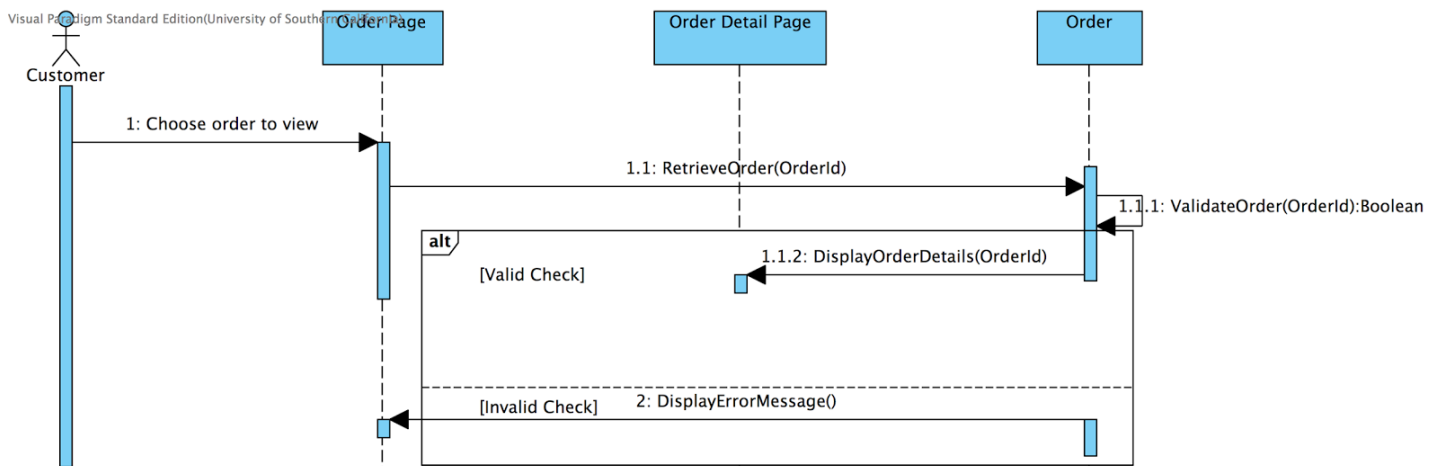 Visual Paradigm Standard Edition(University of Southern California)
Order Page
Order Detail Page
Order
Customer
1: Choose order to view
1.1: RetrieveOrder(OrderId)
1.1.1: ValidateOrder(OrderId):Boolean
alt
1.1.2: DisplayOrderDetails(OrderId)
[Valid Check]
2: DisplayErrorMessage()
[Invalid Check]